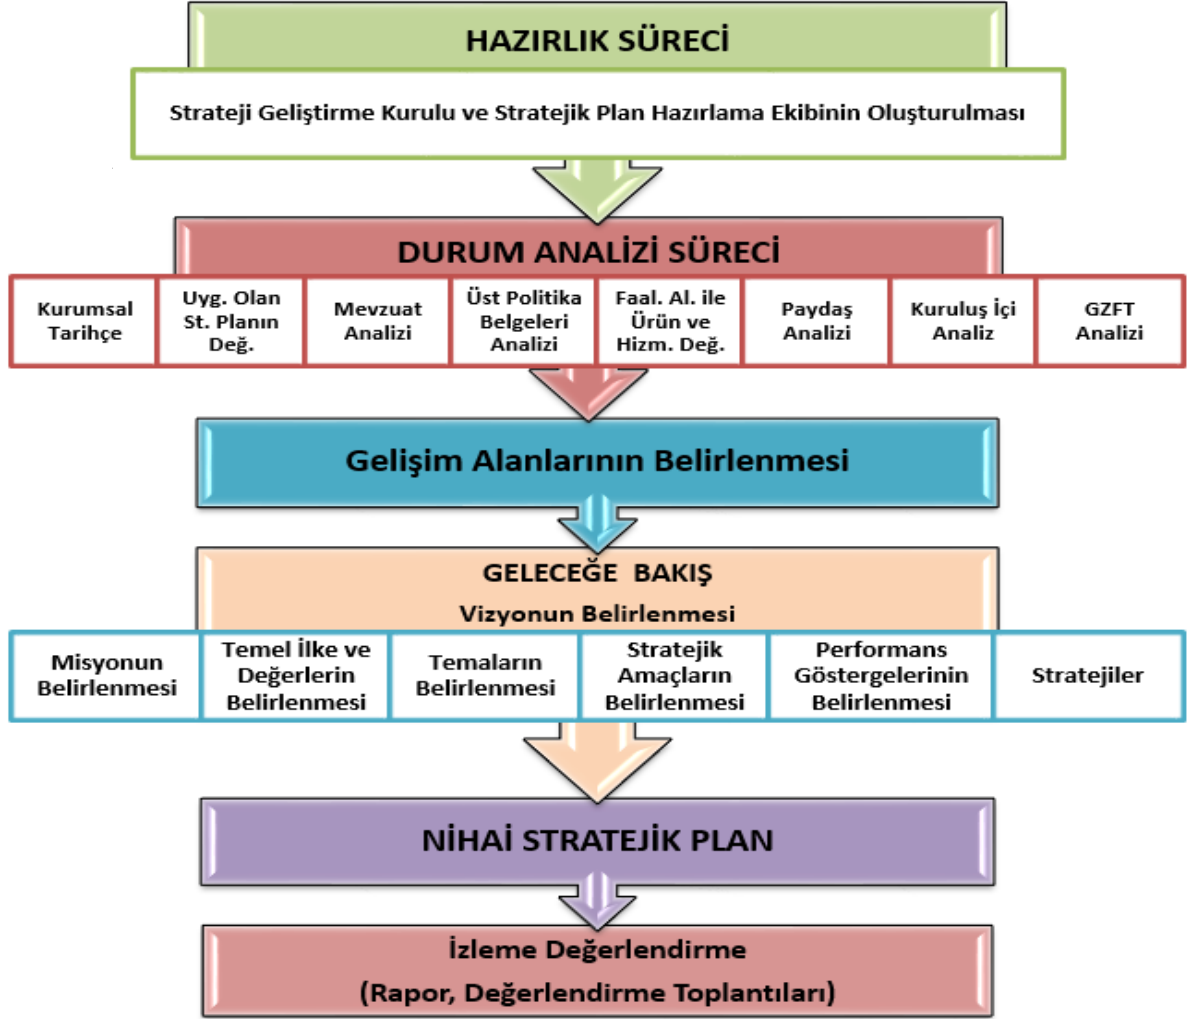 HAZIRLIK SÜRECİ
Strateji Geliştirme Kurulu ve Stratejik Plan Hazırlama Ekibinin Oluşturulması
DURUM ANALİZİ SÜRECİ
Kurumsal
Tarihçe
Uyg. Olan
St. Planın
Değ.
Mevzuat
Analizi
Üst Politika
Belgeleri
Analizi
Faal. Al. ile
Ürün ve
Hizm. Değ.
Paydaş
Analizi
Kuruluş İçi
Analiz
GZFT
Analizi
Gelişim Alanlarının Belirlenmesi
GELECEĞE BAKIŞ
Vizyonun Belirlenmesi
Misyonun
Belirlenmesi
Temel İlke ve
Değerlerin
Belirlenmesi
Temaların
Belirlenmesi
Stratejik
Amaçların
Belirlenmesi
Performans
Göstergelerinin
Belirlenmesi
Stratejiler
NİHAİ STRATEJİK PLAN
İzleme Değerlendirme
(Rapor, Değerlendirme Toplantıları)